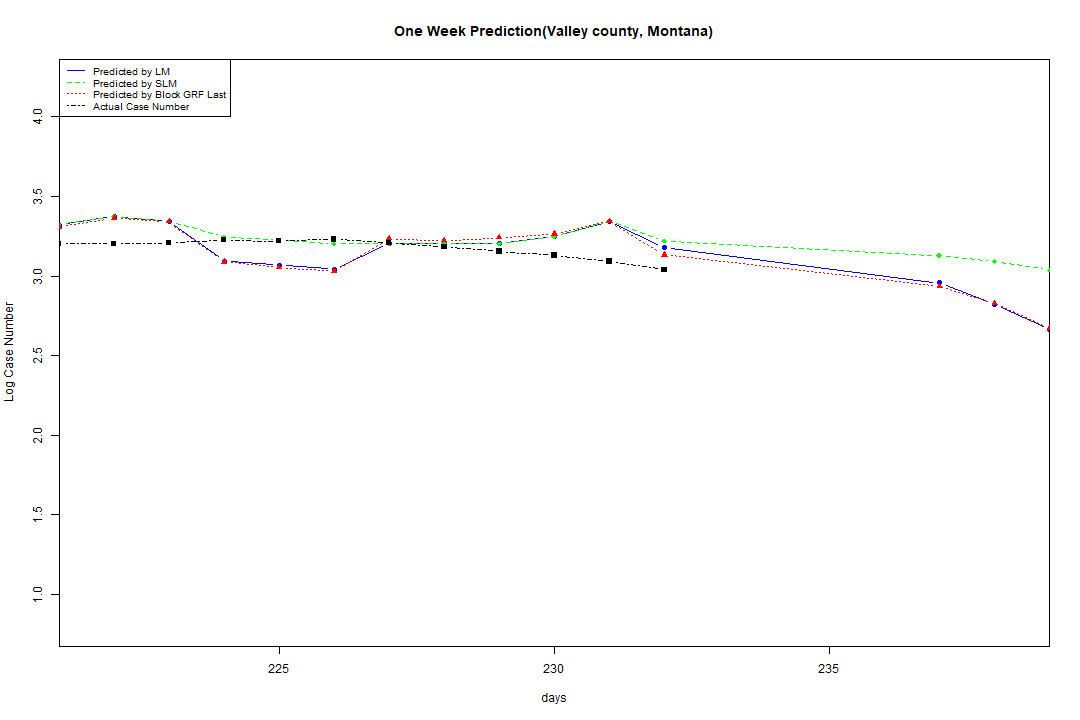 One Week Prediction(Valley county, Montana)
Predicted by LM
Predicted by SLM
Predicted by Block GRF Last
Actual Case Number
4.0
3.5
3.0
2.5
2.0
1.5
1.0
Log Case Number
225 230 235
days